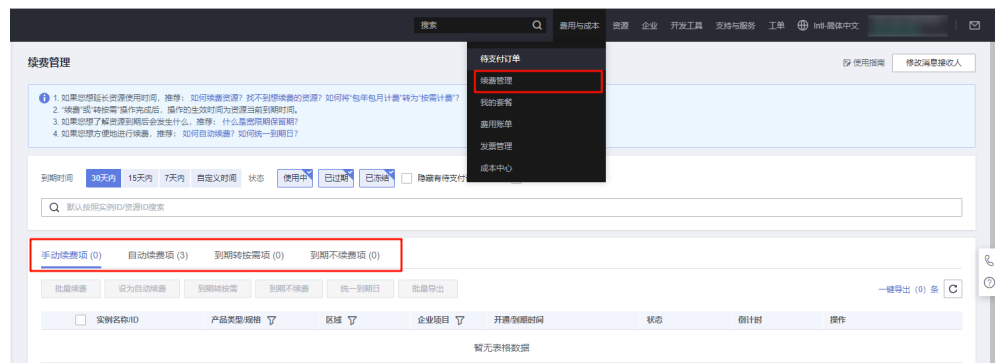 搜索 费用与成本 资源 企业 开发工具 支持与服务 工单 Intl-简体中文
续费管理
使用指南 修改消息接收人
待支付订单
续费管理
我的套餐
费用账单
发票管理
成本中心
1. 如果您想延长资源使用时间，推荐： 如何续费资源？找不到想续费的资源？如何将“包年包月计费”转为“按需计费”？
2. “续费”或“转按需”操作完成后，操作的生效时间为资源当前到期时间。
3. 如果您想了解资源到期后会发生什么，推荐： 什么是宽限期保留期？
4. 如果您想方便地进行续费，推荐： 如何自动续费？如何统一到期日？
到期时间 30天内 15天内 7天内 自定义时间 状态 使用中 已过期 已冻结 隐藏有待支付
默认按照实例ID/资源ID搜索
手动续费项 (0) 自动续费项 (3) 到期转按需项 (0) 到期不续费项 (0)
批量续费 设为自动续费 到期转按需 到期不续费 统一到期日 批量导出 一键导出（0）条
实例名称/ID 产品类型/规格 区域 企业项目 开通/到期时间 状态 倒计时 操作
暂无表格数据